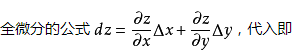 全微分的公式 dz = ∂z/∂x Δx + ∂z/∂y Δy，代入即